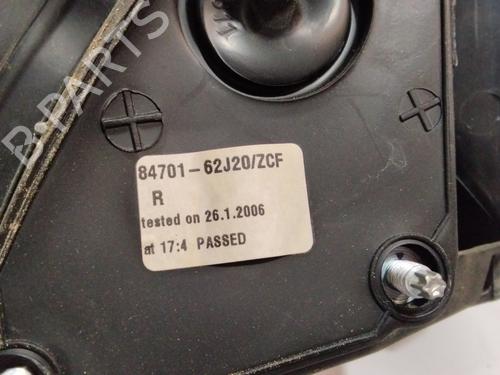 B-PARTS
84701-62J20/ZCF
R
tested on 26.1.2006
at 17:4 PASSED